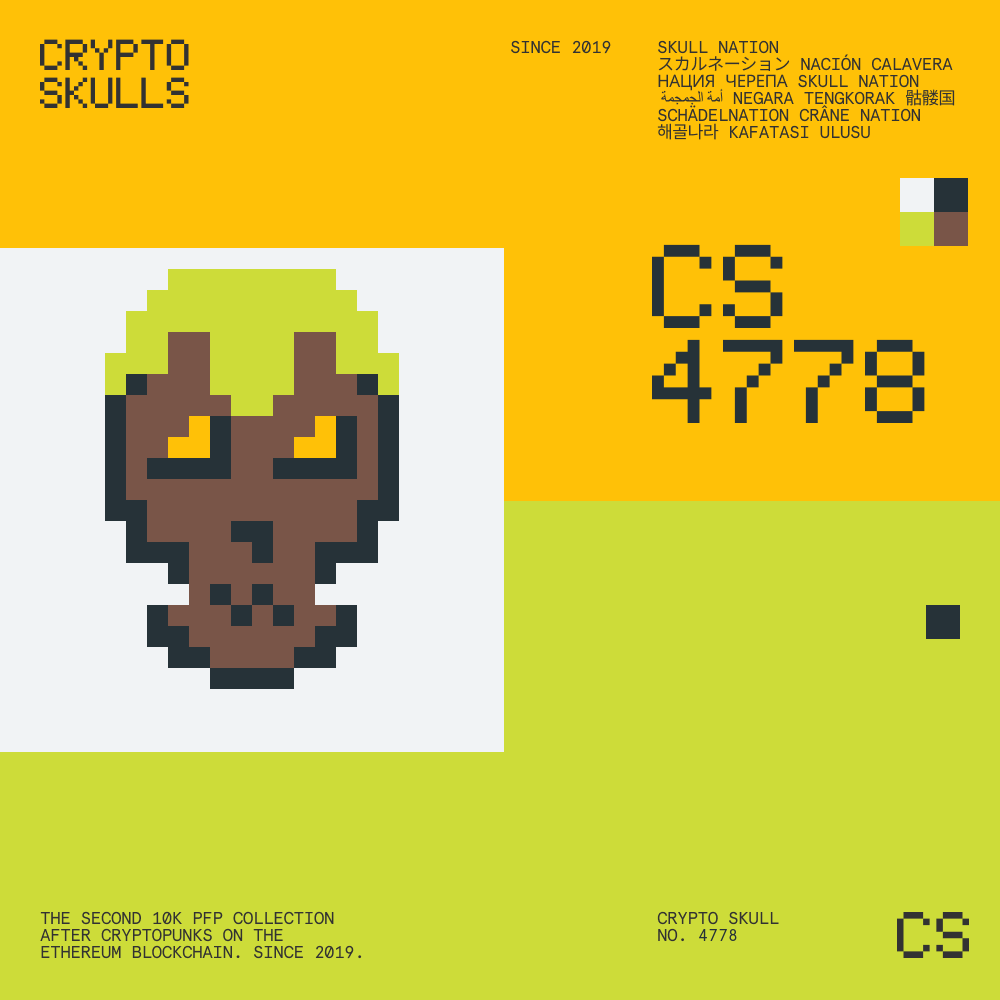 CRYPTO
SKULLS
SINCE 2019
SKULL NATION
スカルネーション NACIÓN CALAVERA
НАЦИЯ ЧЕРЕПА SKULL NATION
أمة الجمجمة NEGARA TENGKORAK 骷髅国
SCHÄDELNATION CRÂNE NATION
해골나라 KAFATASI ULUSU
CS
4778
THE SECOND 10K PFP COLLECTION
AFTER CRYPTOPUNKS ON THE
ETHEREUM BLOCKCHAIN. SINCE 2019.
CRYPTO SKULL
NO. 4778
CS